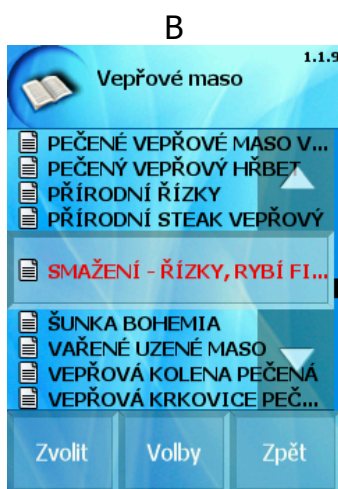 B
1.1.9
Vepřové maso
PEČENÉ VEPŘOVÉ MASO V...
PEČENÝ VEPŘOVÝ HŘBET
PŘÍRODNÍ ŘÍZKY
PŘÍRODNÍ STEAK VEPŘOVÝ
SMAŽENÍ - ŘÍZKY, RYBÍ FI...
ŠUNKA BOHEMIA
VAŘENÉ UZENÉ MASO
VEPŘOVÁ KOLENA PEČENÁ
VEPŘOVÁ KRKOVICE PEČ...
Zvolit Volby Zpět